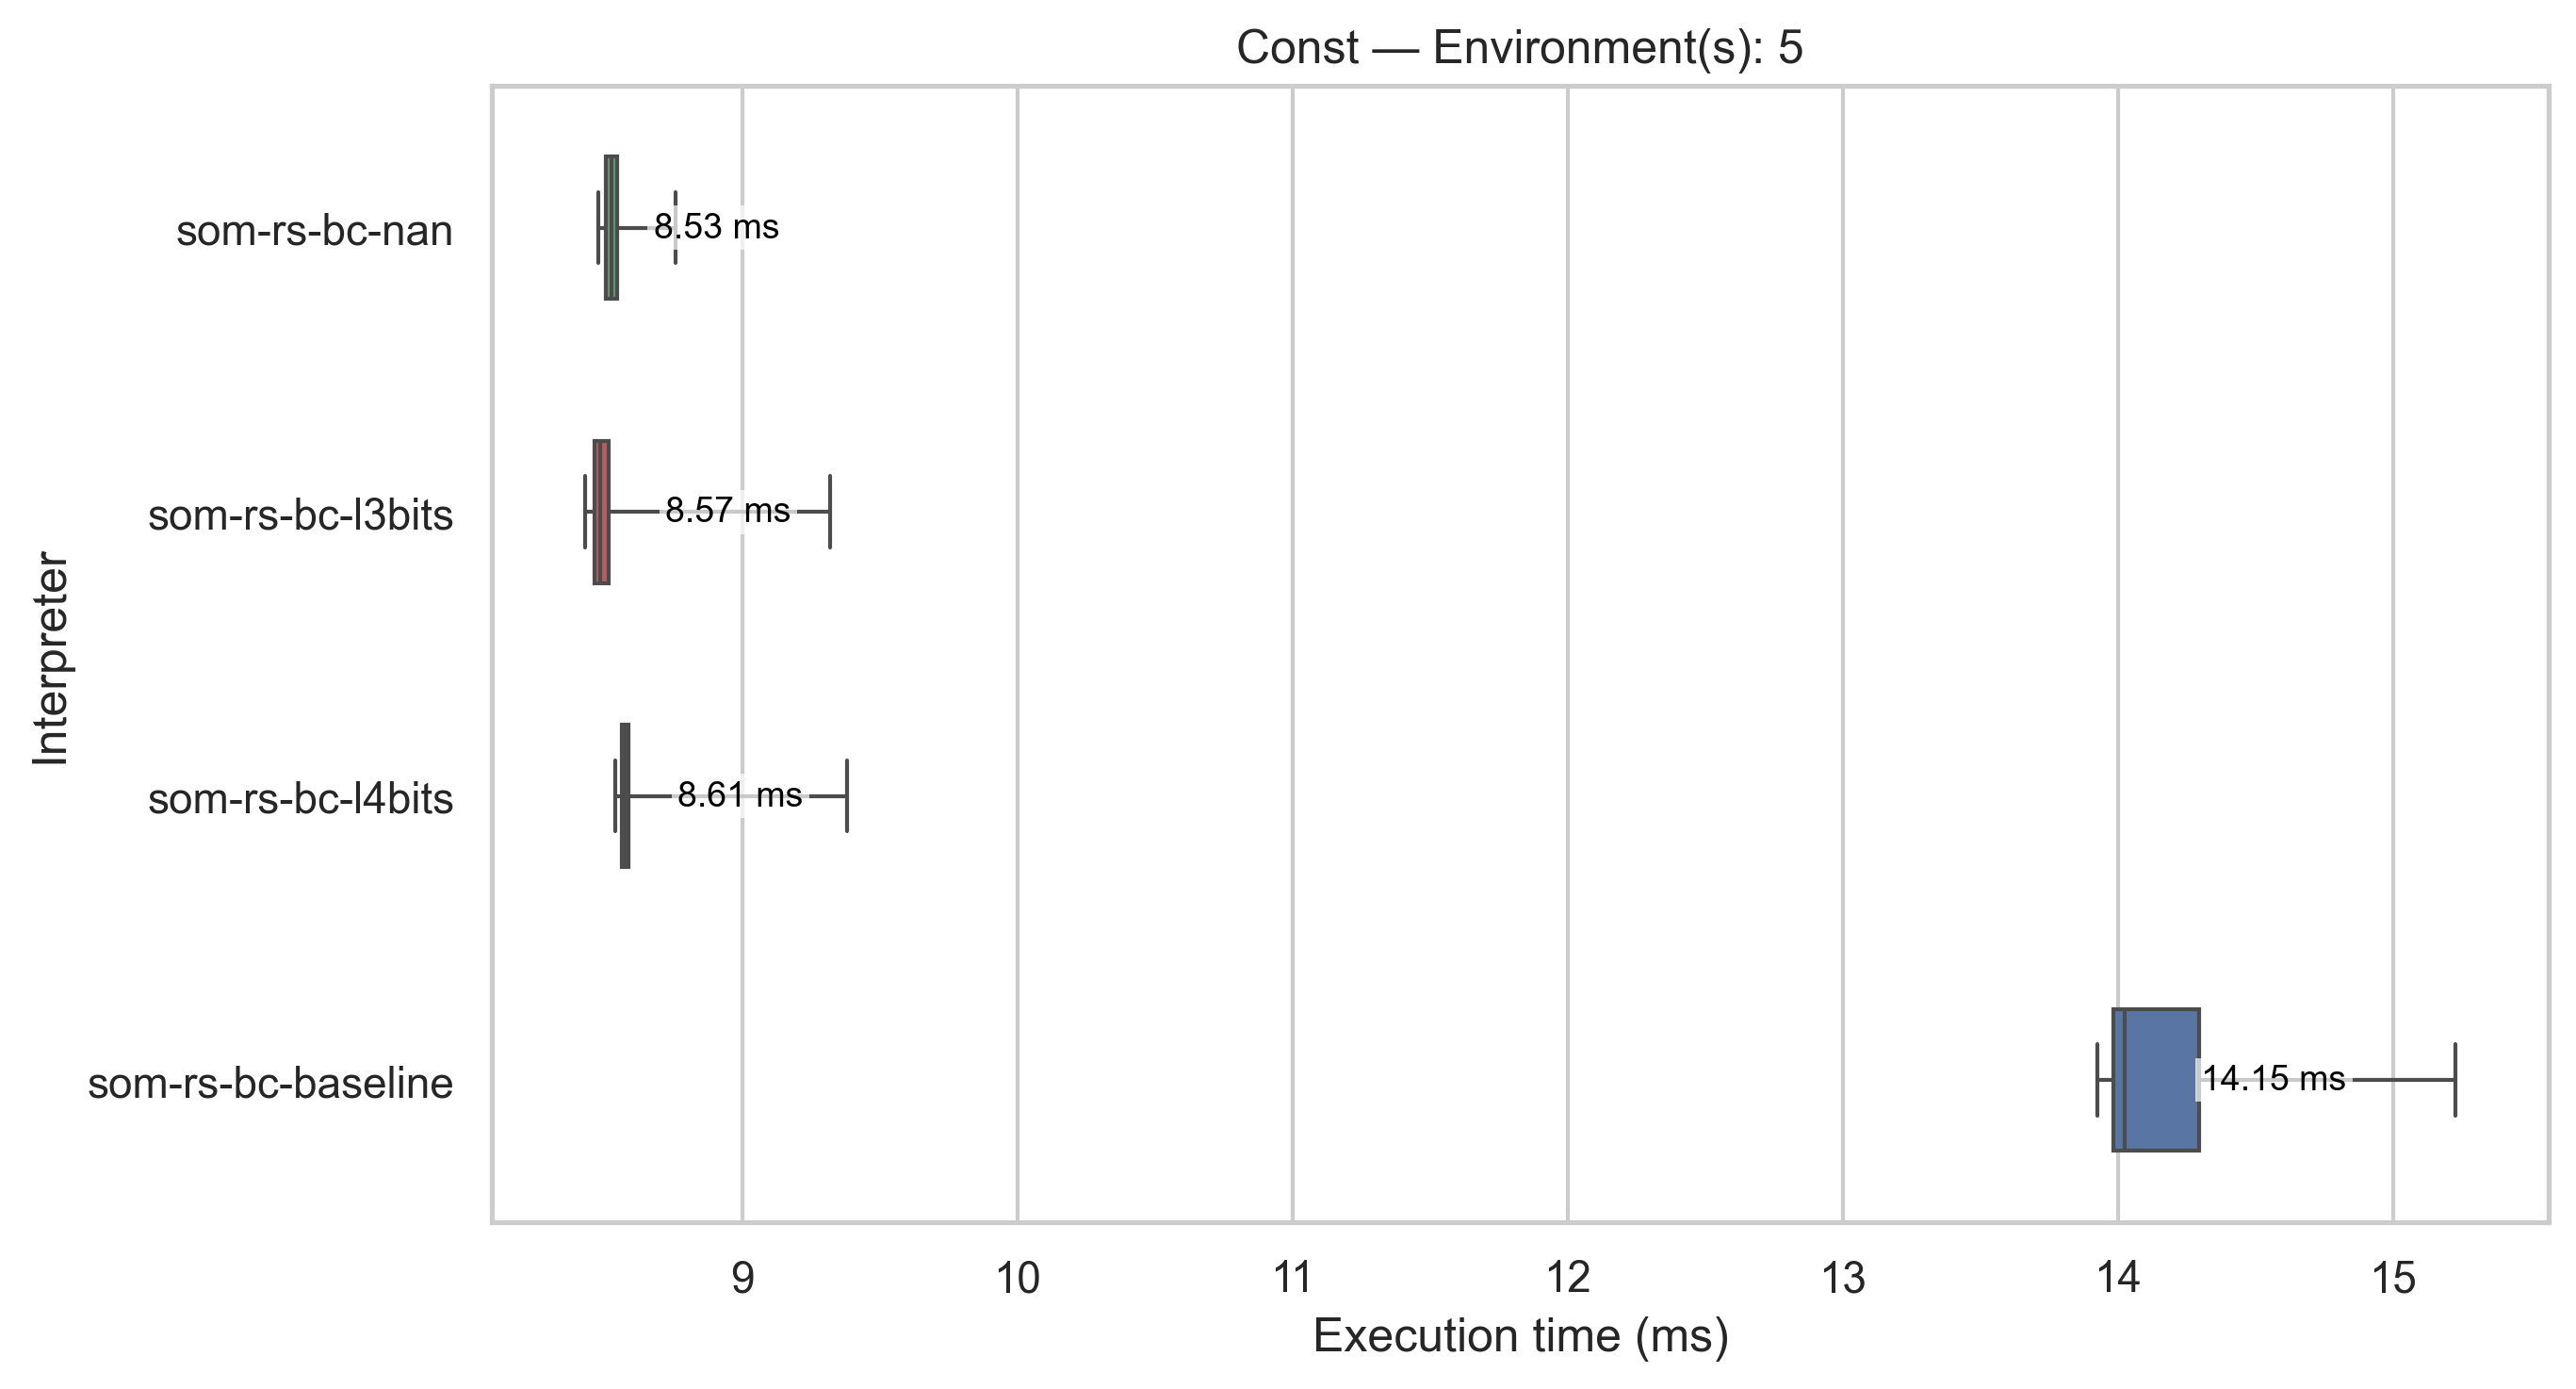 Const — Environment(s): 5
som-rs-bc-nan
8.53 ms
som-rs-bc-l3bits
8.57 ms
som-rs-bc-l4bits
8.61 ms
som-rs-bc-baseline
14.15 ms
Interpreter
9 10 11 12 13 14 15
Execution time (ms)